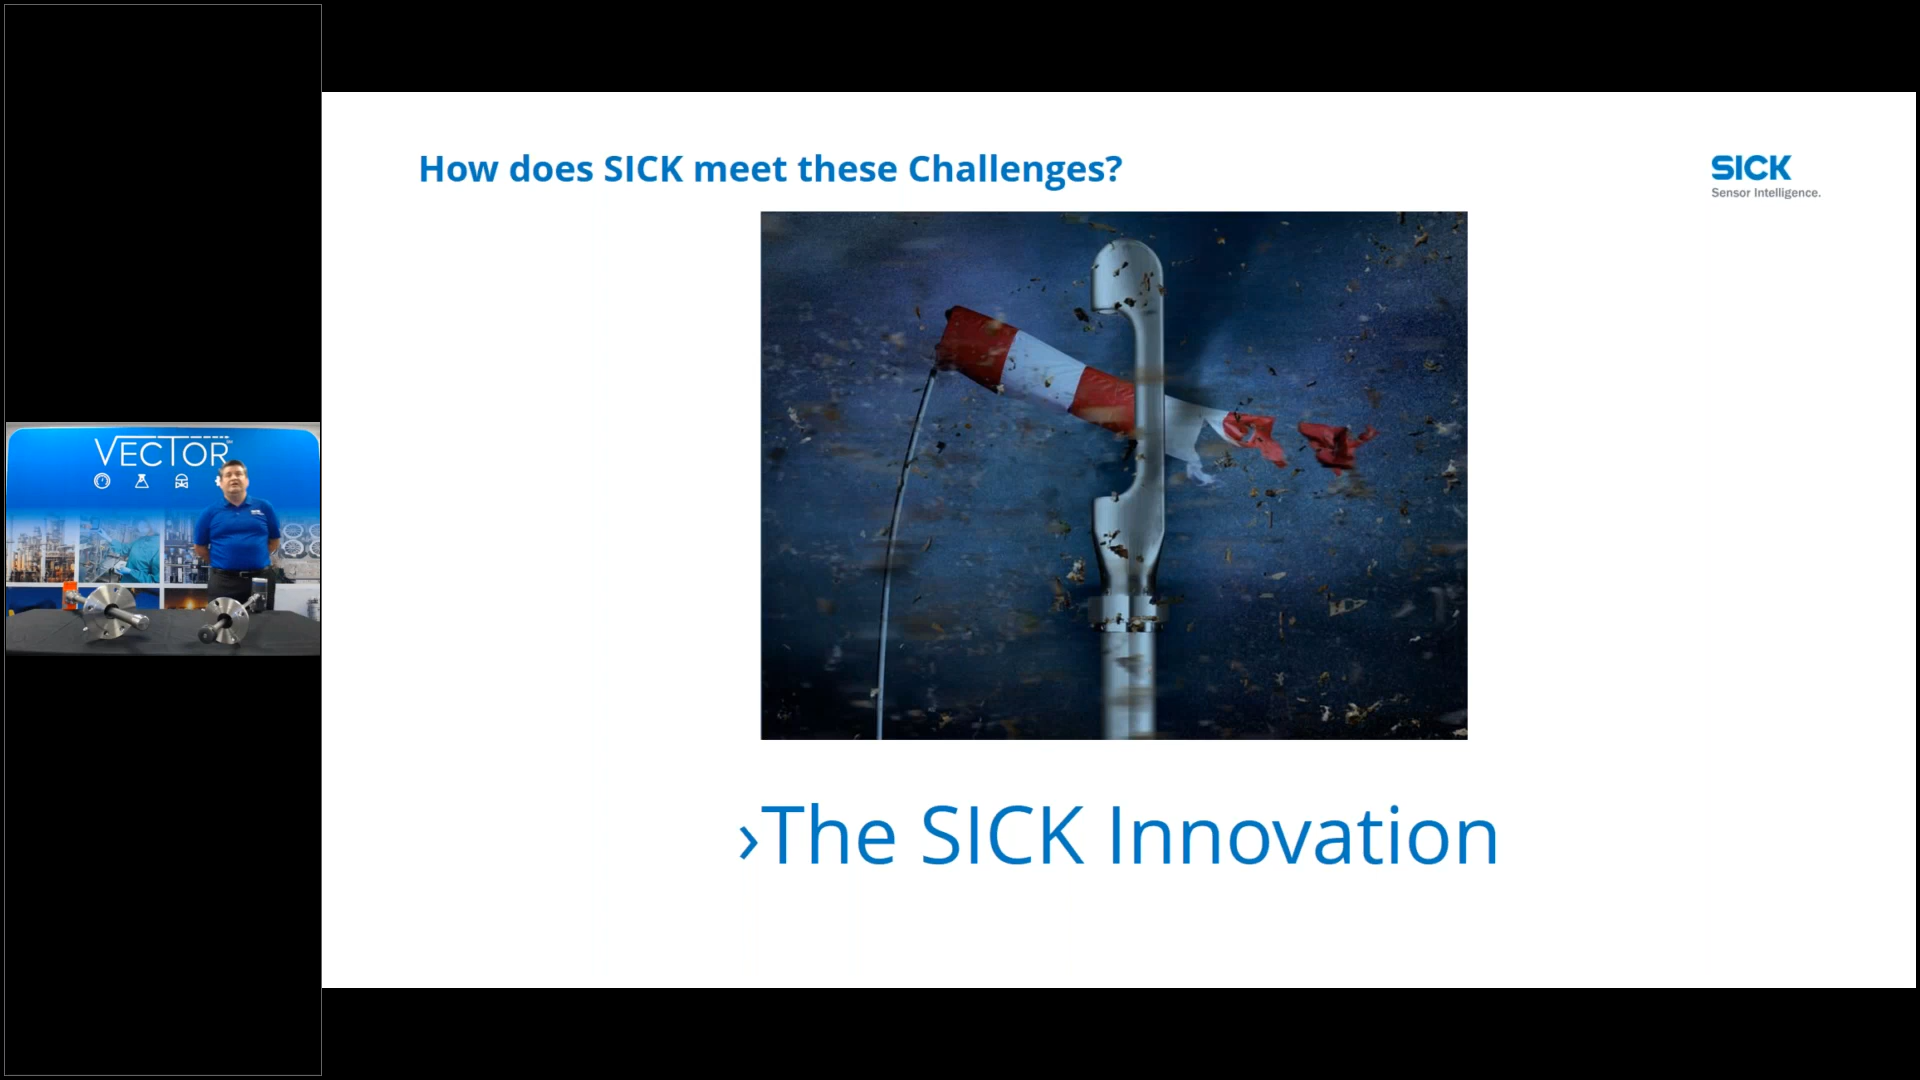 How does SICK meet these Challenges?
SICK
Sensor Intelligence.
VECTOR
›The SICK Innovation